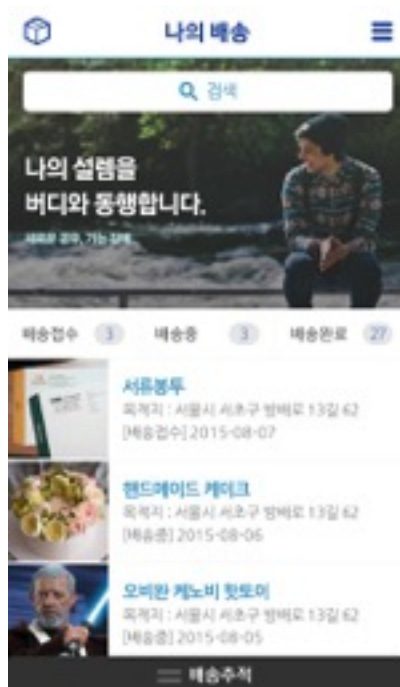 나의 배송
검색
나의 설렘을
버디와 동행합니다.
배송접수 3 배송중 3 배송완료 27
서류봉투
목적지 : 서울시 서초구 방배로 13길 62
[배송접수] 2015-08-07
핸드메이드 케이크
목적지 : 서울시 서초구 방배로 13길 62
[배송중] 2015-08-06
오비완 케노비 핫토이
목적지 : 서울시 서초구 방배로 13길 62
[배송중] 2015-08-05
배송추적